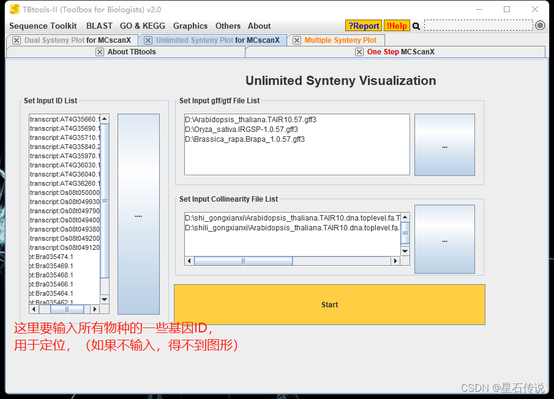 TBtools-II (Toolbox for Biologists) v2.0
Sequence Toolkit BLAST GO & KEGG Graphics Others About ?Report !Help
Dual Systeny Plot for MCscanX Unlimited Systeny Plot for MCscanX Multiple Systeny Plot
About TBtools One Step MCScanX
Unlimited Synteny Visualization
Set Input ID List
transcript:AT4G35660.1
transcript:AT4G35690.1
transcript:AT4G35710.1
transcript:AT4G35840.2
transcript:AT4G35970.1
transcript:AT4G36030.1
transcript:AT4G36040.1
transcript:AT4G36260.1
transcript:Os08t050000
transcript:Os08t049930
transcript:Os08t049790
transcript:Os08t049400
transcript:Os08t049380
transcript:Os08t049200
transcript:Os08t049120
pt:Bra035474.1
pt:Bra035469.1
pt:Bra035468.1
pt:Bra035466.1
pt:Bra035464.1
pt:Bra035462.1
....
Set Input gff/gtf File List
D:\Arabidopsis_thaliana.TAIR10.57.gff3
D:\Oryza_sativa.IRGSP-1.0.57.gff3
D:\Brassica_rapa.Brapa_1.0.57.gff3
...
Set Input Collinearity File List
D:\shi_gongxianxi\Arabidopsis_thaliana.TAIR10.dna.toplevel.fa.T
D:\shili_gongxianxi\Arabidopsis_thaliana.TAIR10.dna.toplevel.fa.
...
Start
这里要输入所有物种的一些基因ID，
用于定位，（如果不输入，得不到图形）
CSDN @星石传说